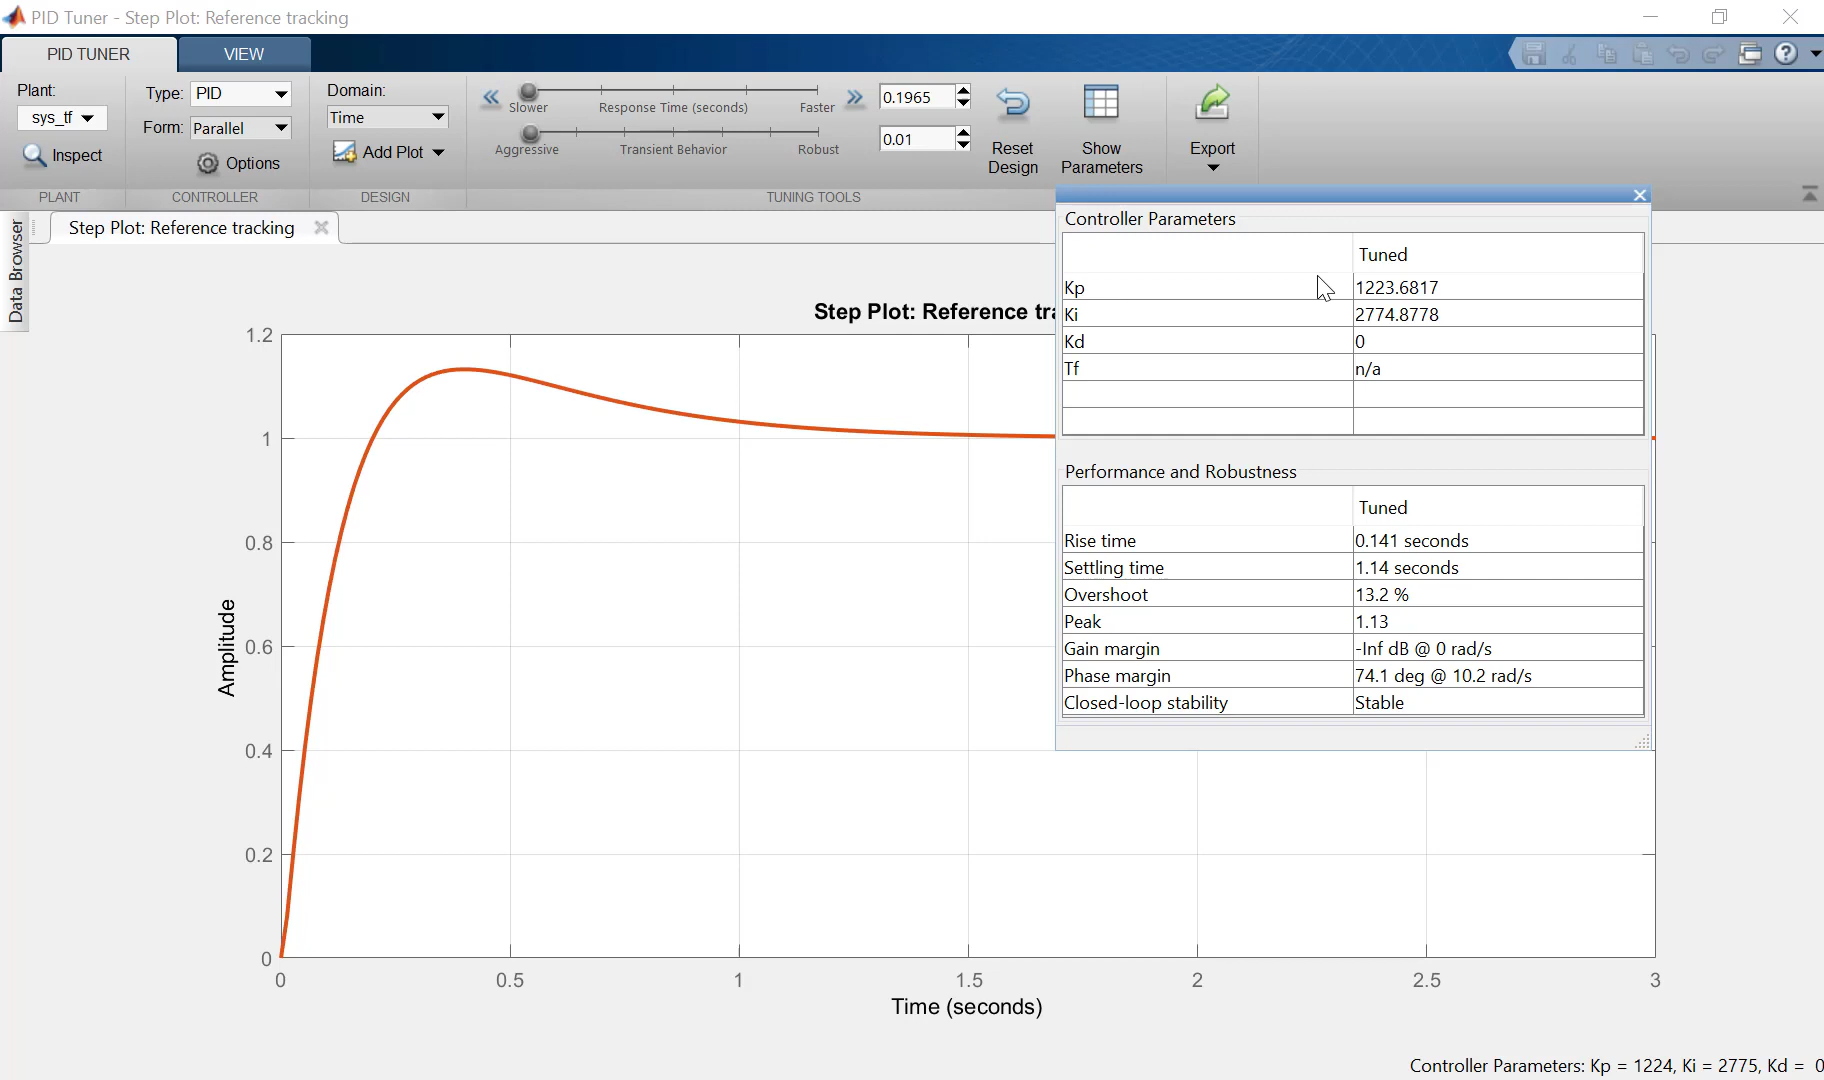 PID Tuner - Step Plot: Reference tracking
PID TUNER
VIEW
Plant:
sys_tf
Inspect
PLANT
Type: PID
Form: Parallel
Options
CONTROLLER
Domain:
Time
Add Plot
DESIGN
Slower
Response Time (seconds)
Faster
0.1965
Aggressive
Transient Behavior
Robust
0.01
TUNING TOOLS
Reset
Design
Show
Parameters
Export
Data Browser
Step Plot: Reference tracking
Controller Parameters
Tuned
Kp 1223.6817
Ki 2774.8778
Kd 0
Tf n/a
Performance and Robustness
Tuned
Rise time 0.141 seconds
Settling time 1.14 seconds
Overshoot 13.2 %
Peak 1.13
Gain margin -Inf dB @ 0 rad/s
Phase margin 74.1 deg @ 10.2 rad/s
Closed-loop stability Stable
Step Plot: Reference tra
1.2
1
0.8
0.6
0.4
0.2
0
Amplitude
0 0.5 1 1.5 2 2.5 3
Time (seconds)
Controller Parameters: Kp = 1224, Ki = 2775, Kd = 0